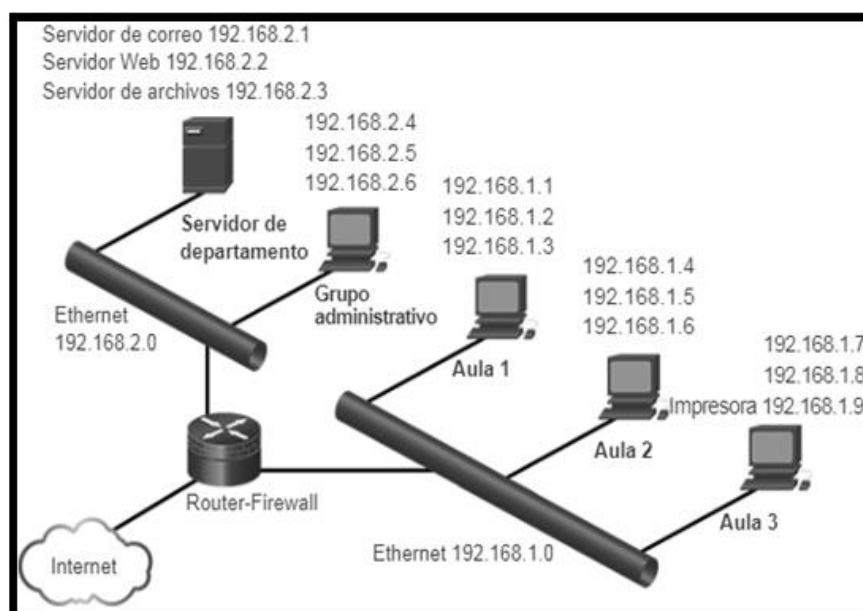 Servidor de correo 192.168.2.1
Servidor Web 192.168.2.2
Servidor de archivos 192.168.2.3
192.168.2.4
192.168.2.5
192.168.2.6
Servidor de
departamento
Grupo
administrativo
Ethernet
192.168.2.0
192.168.1.1
192.168.1.2
192.168.1.3
Aula 1
192.168.1.4
192.168.1.5
192.168.1.6
Aula 2
192.168.1.7
192.168.1.8
Impresora 192.168.1.9
Aula 3
Router-Firewall
Ethernet 192.168.1.0
Internet